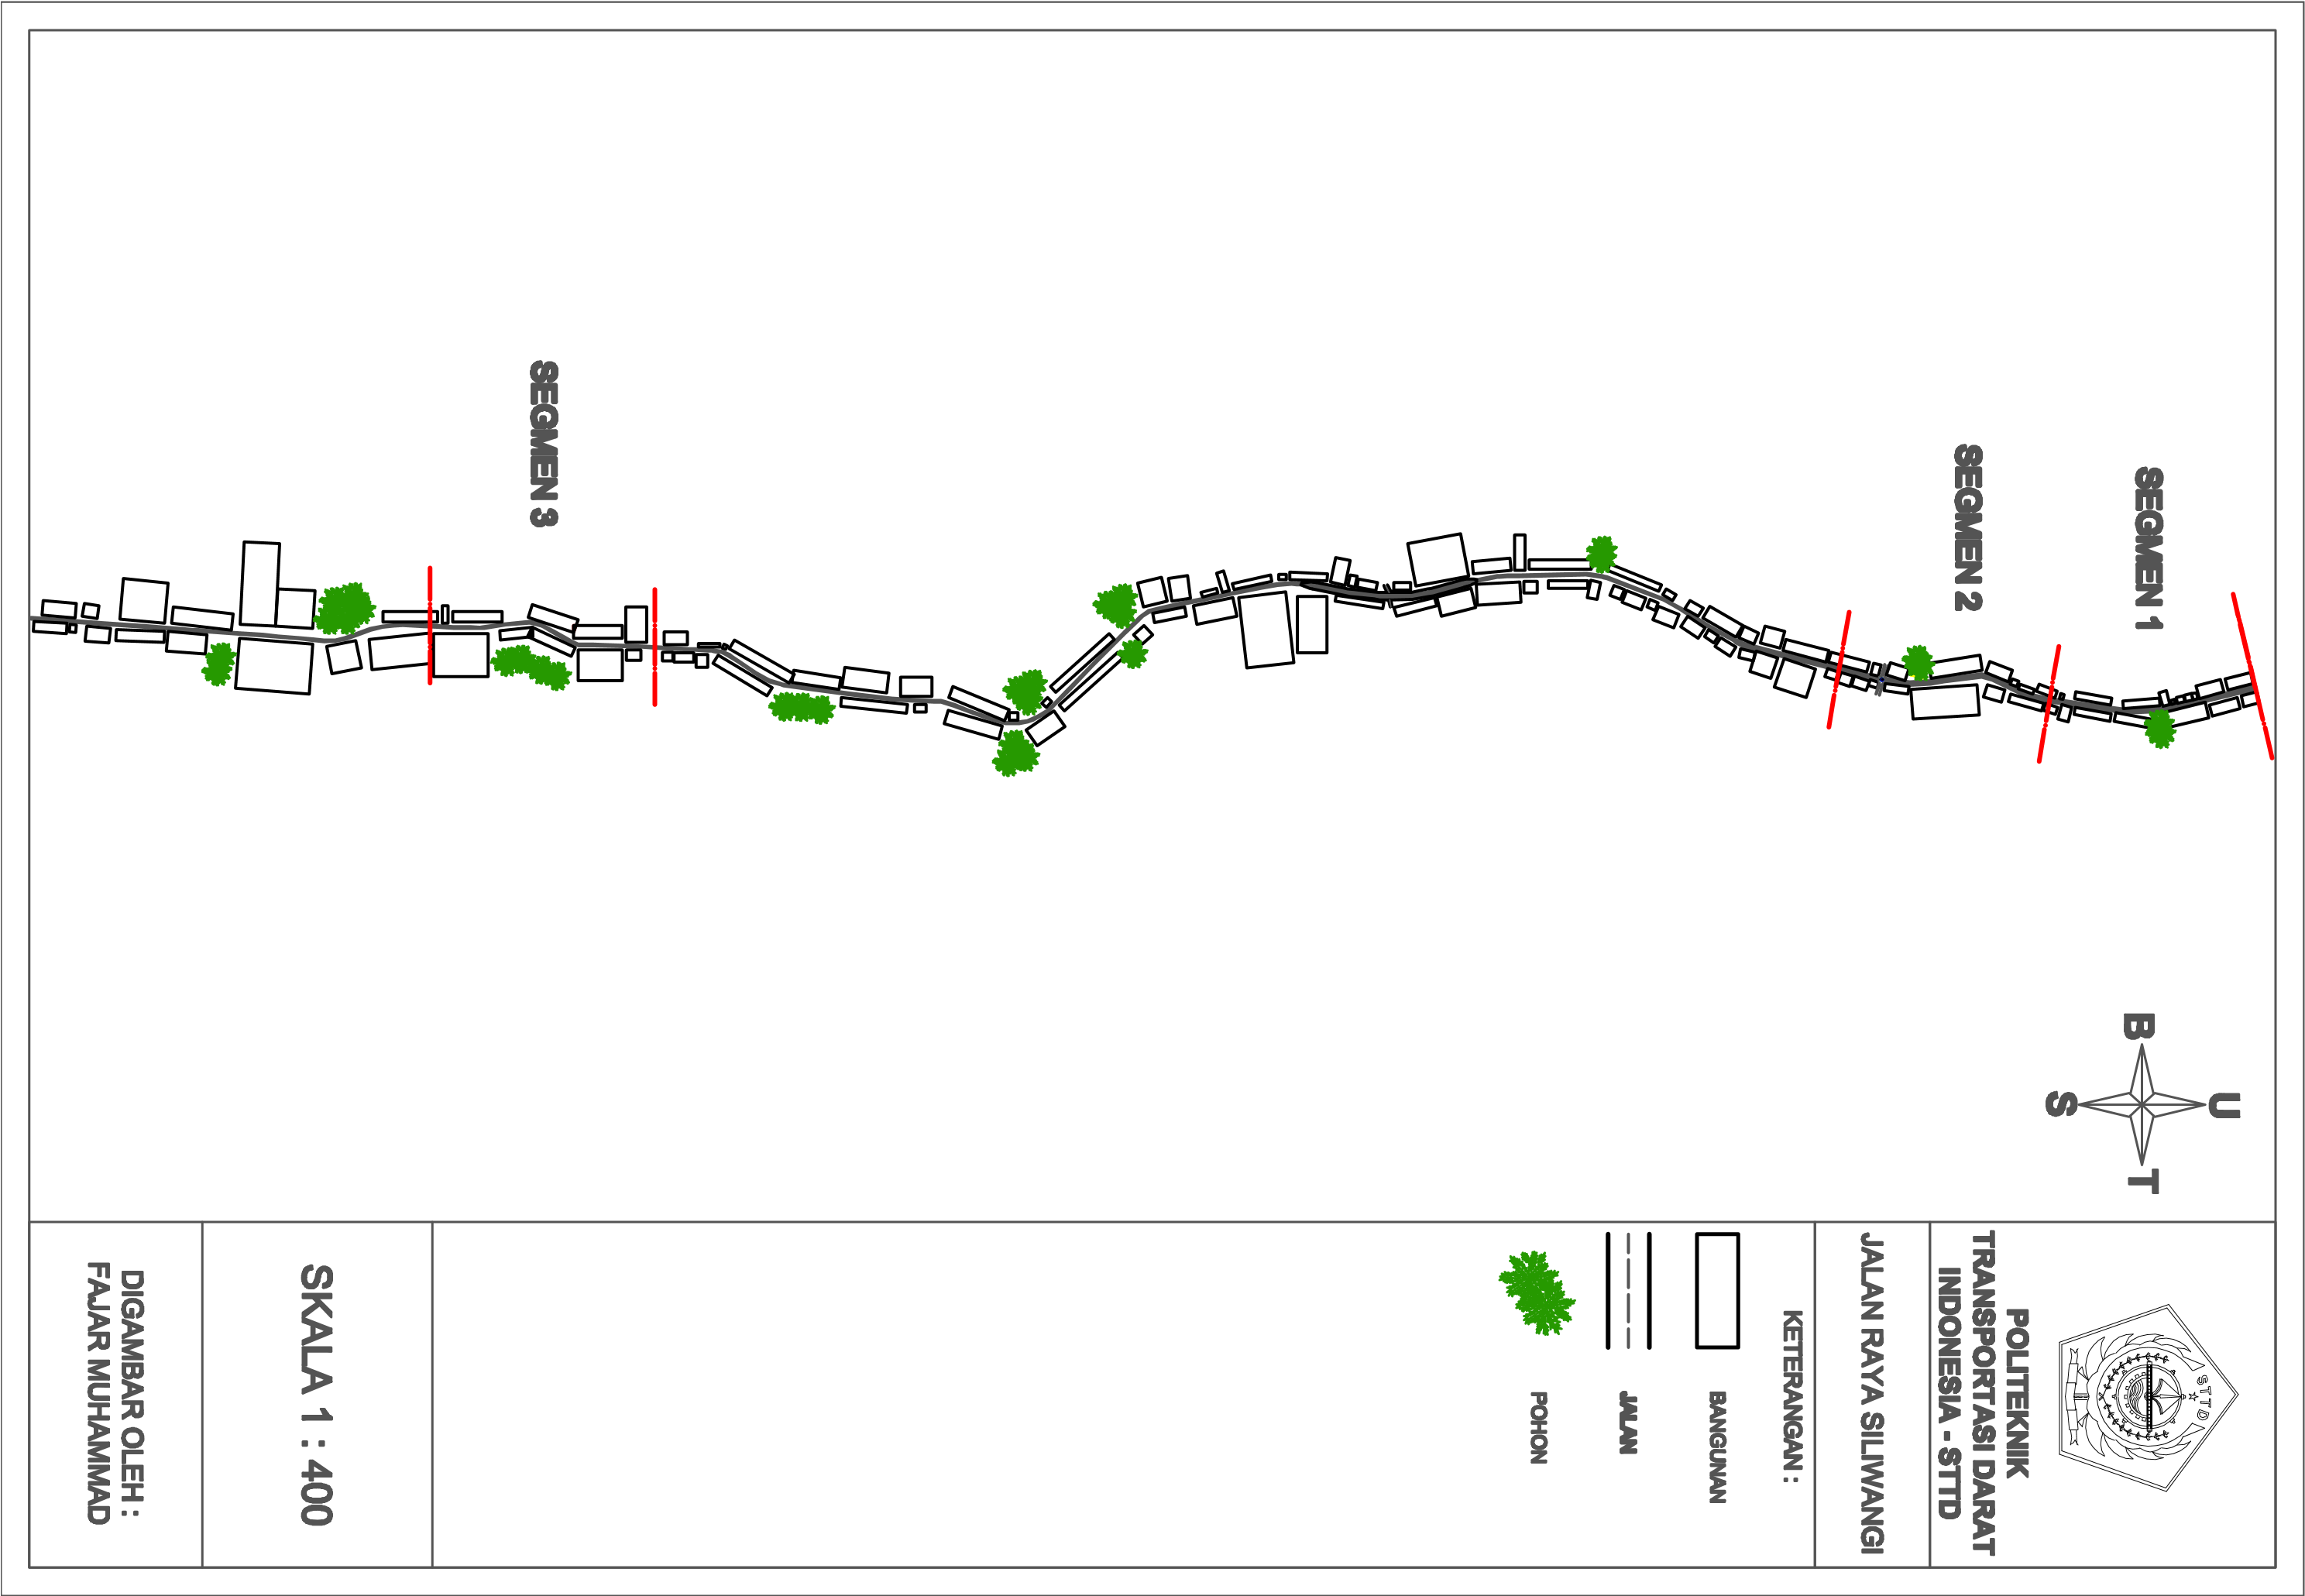 SEGMEN 1
SEGMEN 2
SEGMEN 3
U
B
T
S
STTD
POLITEKNIK
TRANSPORTASI DARAT
INDONESIA - STTD
JALAN RAYA SILIWANGI
KETERANGAN :
BANGUNAN
JALAN
POHON
SKALA 1 : 400
DIGAMBAR OLEH :
FAJAR MUHAMMAD